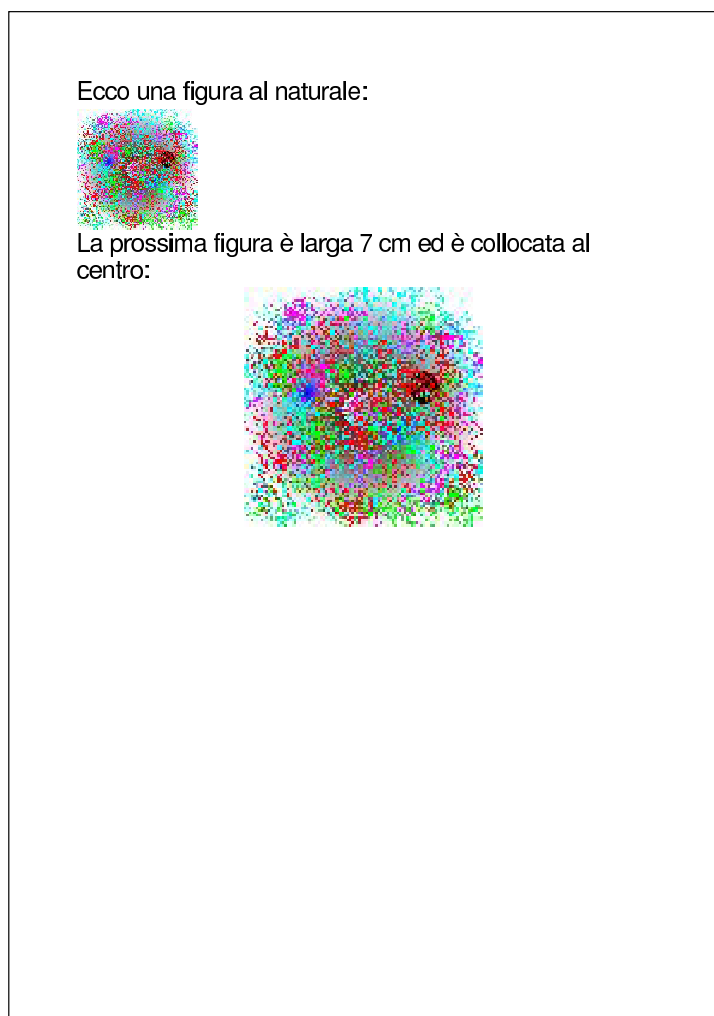 Ecco una figura al naturale:
La prossima figura è larga 7 cm ed è collocata al
centro: